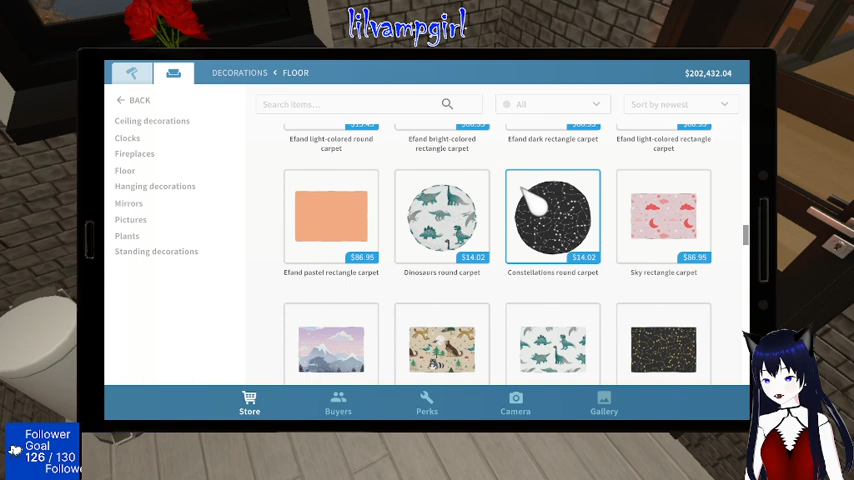 lilvampgirl
DECORATIONS < FLOOR
$202,432.04
BACK
Search items...
All
Sort by newest
Ceiling decorations
Clocks
Fireplaces
Floor
Hanging decorations
Mirrors
Pictures
Plants
Standing decorations
Efand light-colored round carpet
Efand bright-colored rectangle carpet
Efand dark rectangle carpet
Efand light-colored rectangle carpet
$86.95
$14.02
$14.02
$86.95
Efand pastel rectangle carpet
Dinosaurs round carpet
Constellations round carpet
Sky rectangle carpet
Store
Buyers
Perks
Camera
Gallery
Follower
Goal
126 / 130
Followe